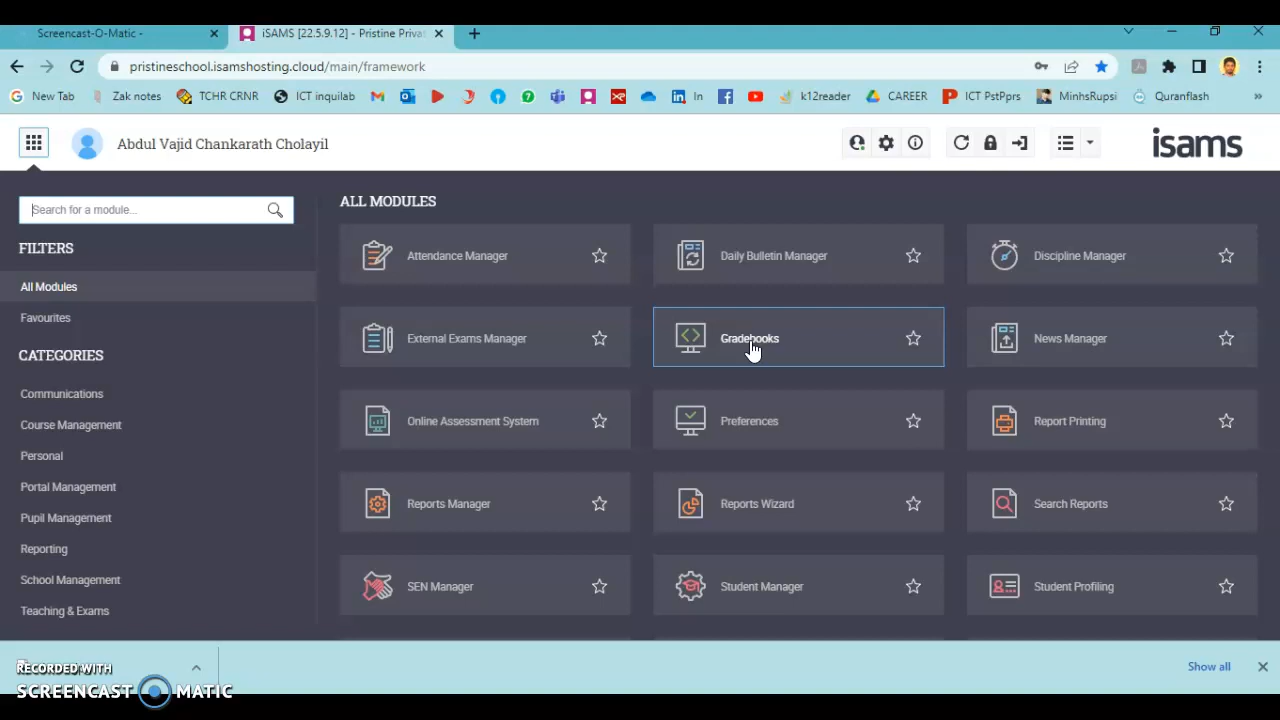 Screencast-O-Matic -
iSAMS [22.5.9.12] - Pristine Priva
pristineschool.isamshosting.cloud/main/framework
New Tab
Zak notes
TCHR CRNR
ICT inquilab
In
k12reader
CAREER
ICT PstPprs
MinhsRupsi
Quranflash
»
Abdul Vajid Chankarath Cholayil
isams
Search for a module...
FILTERS
All Modules
Favourites
CATEGORIES
Communications
Course Management
Personal
Portal Management
Pupil Management
Reporting
School Management
Teaching & Exams
ALL MODULES
Attendance Manager
Daily Bulletin Manager
Discipline Manager
External Exams Manager
Gradebooks
News Manager
Online Assessment System
Preferences
Report Printing
Reports Manager
Reports Wizard
Search Reports
SEN Manager
Student Manager
Student Profiling
RECORDED WITH
SCREENCAST MATIC
Show all